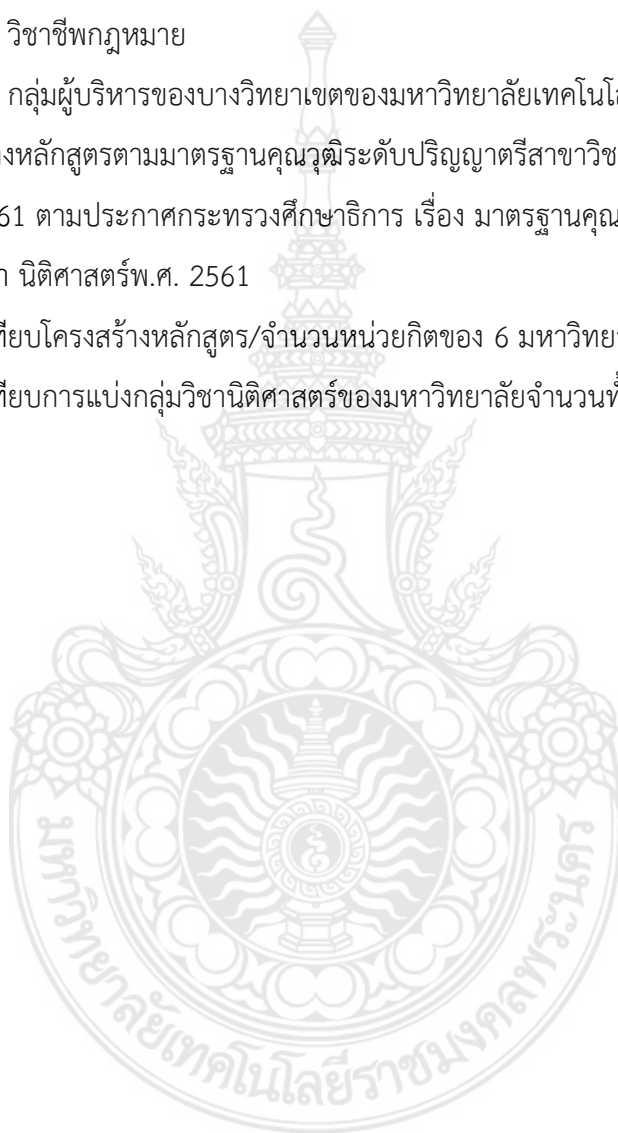 วิชาชีพกฎหมาย
กลุ่มผู้บริหารของบางวิทยาเขตของมหาวิทยาลัยเทคโนโล
งหลักสูตรตามมาตรฐานคุณวุฒิระดับปริญญาตรีสาขาวิช
61 ตามประกาศกระทรวงศึกษาธิการ เรื่อง มาตรฐานคุณ
า นิติศาสตร์พ.ศ. 2561
ทียบโครงสร้างหลักสูตร/จำนวนหน่วยกิตของ 6 มหาวิทยา
ทียบการแบ่งกลุ่มวิชานิติศาสตร์ของมหาวิทยาลัยจำนวนทั้
มหาวิทยาลัยเทคโนโลยีราชมงคลพระนคร